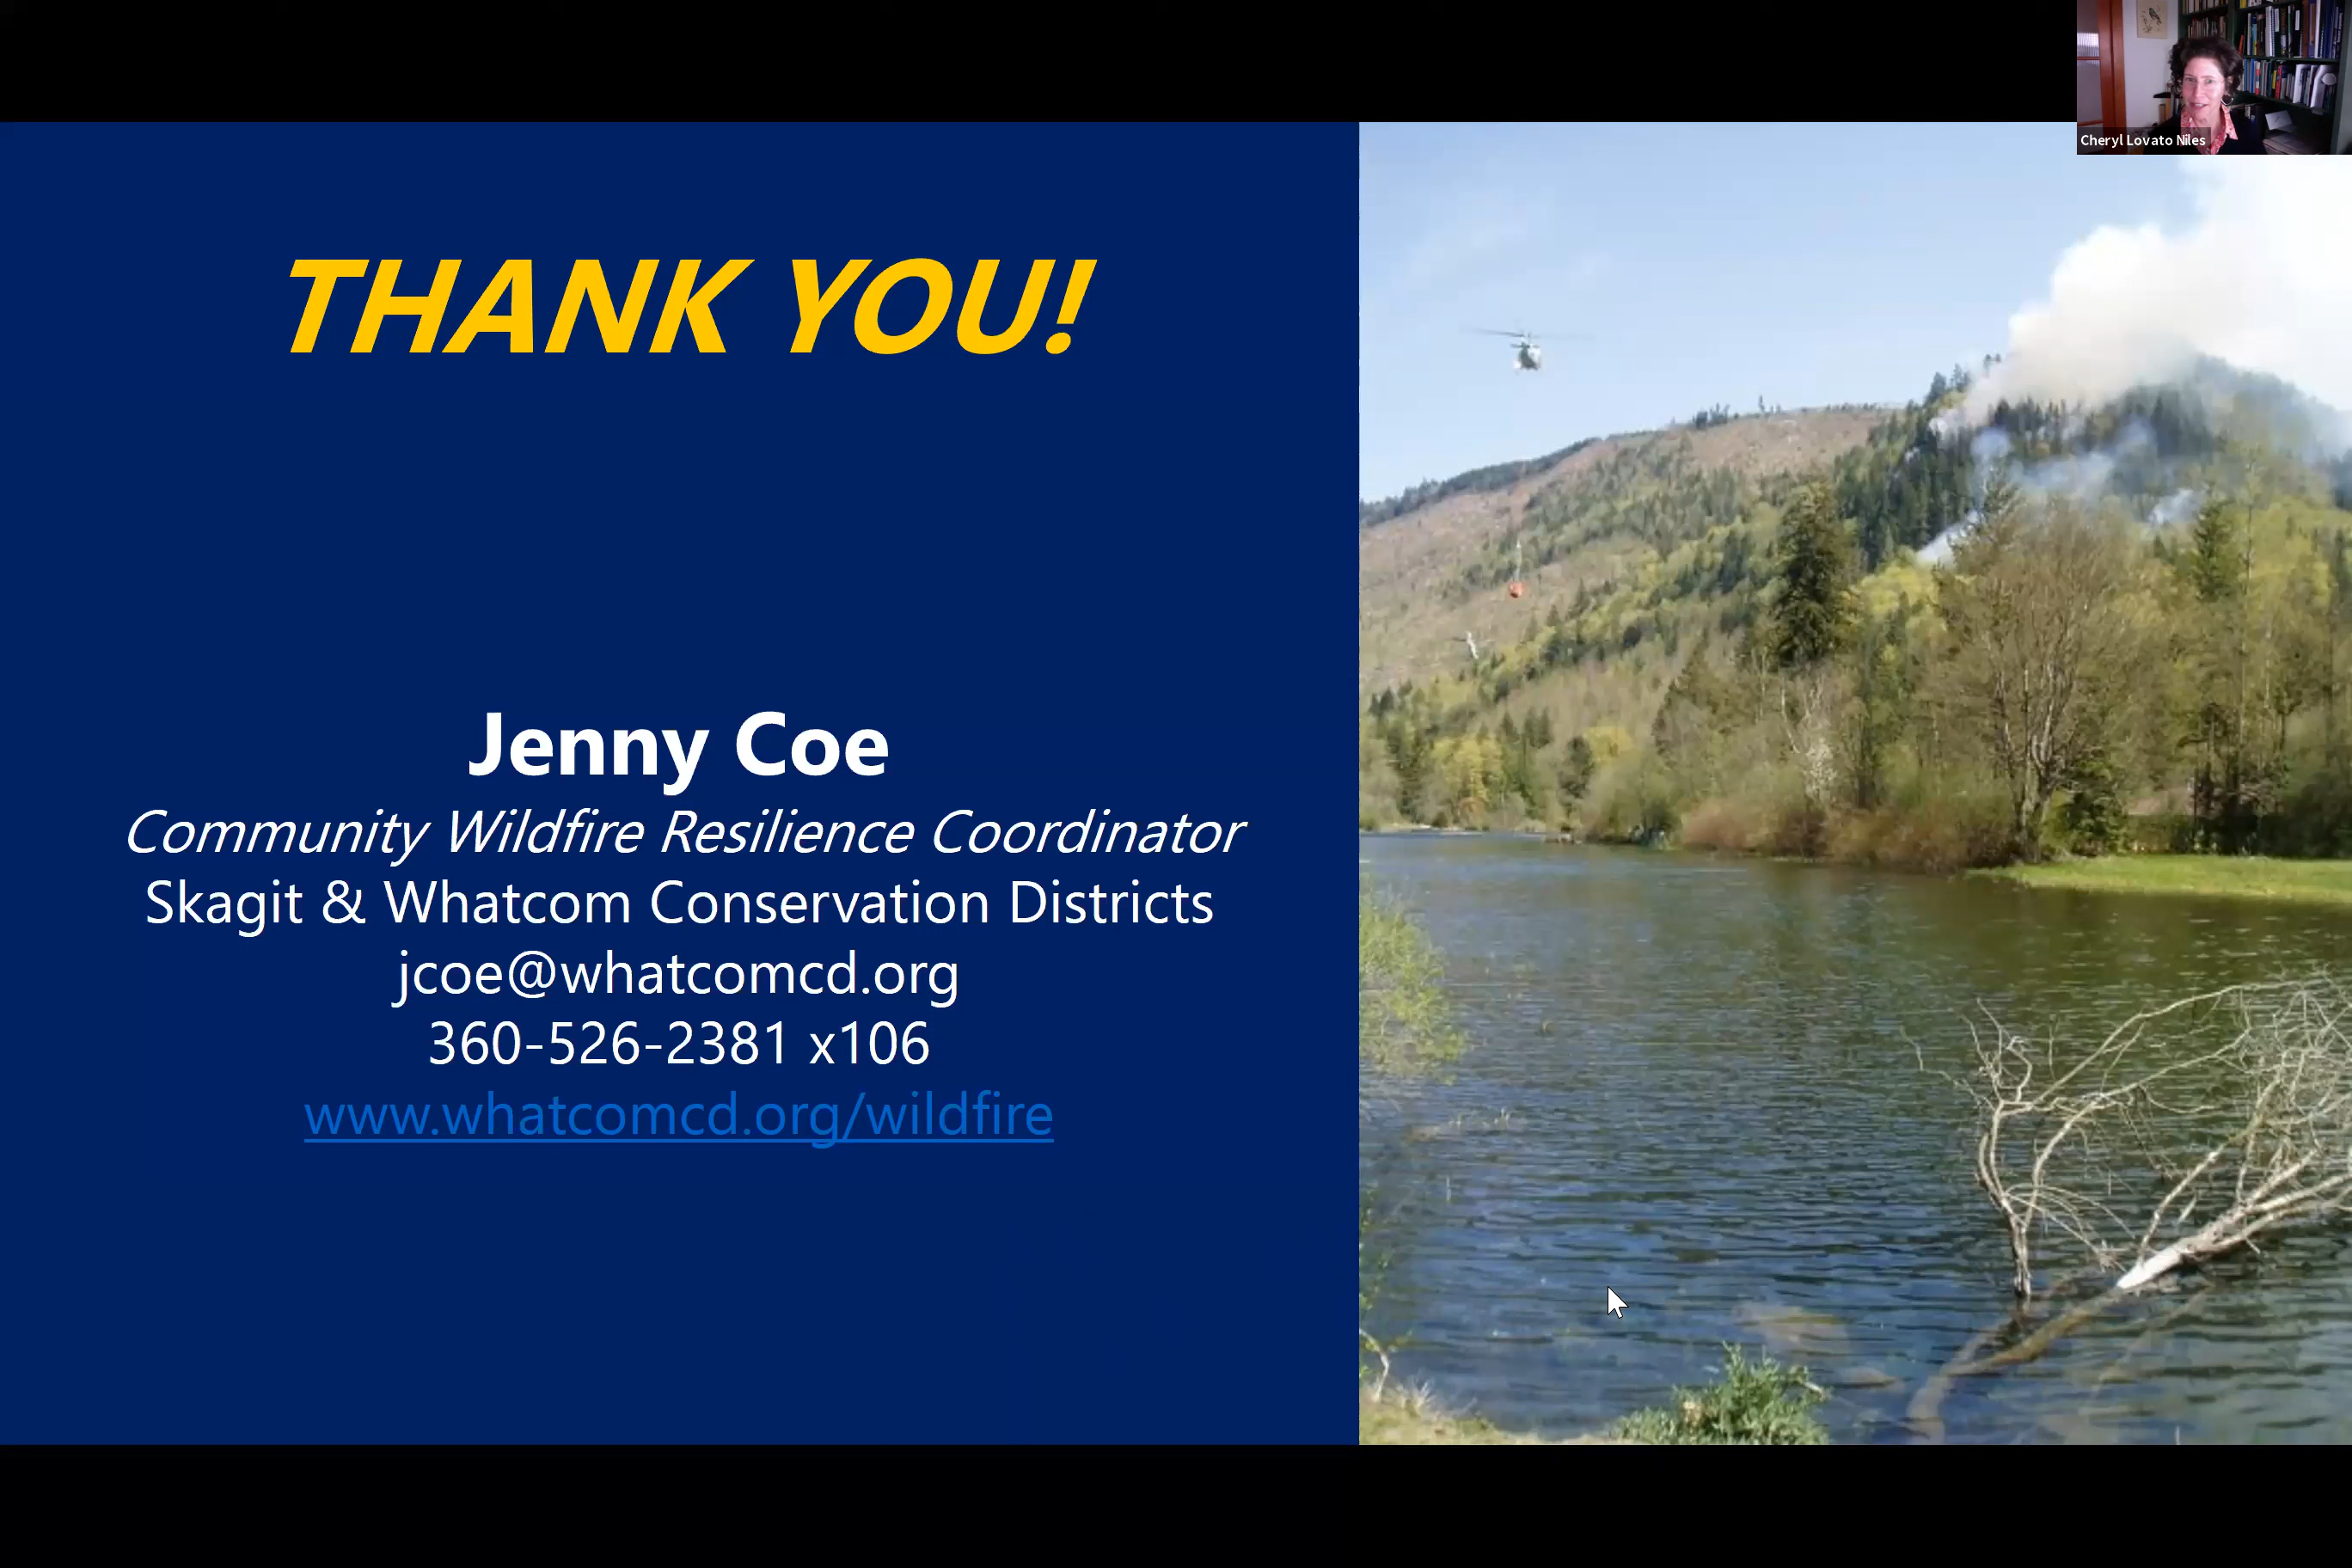 Cheryl Lovato Niles
THANK YOU!
Jenny Coe
Community Wildfire Resilience Coordinator
Skagit & Whatcom Conservation Districts
jcoe@whatcomcd.org
360-526-2381 x106
www.whatcomcd.org/wildfire